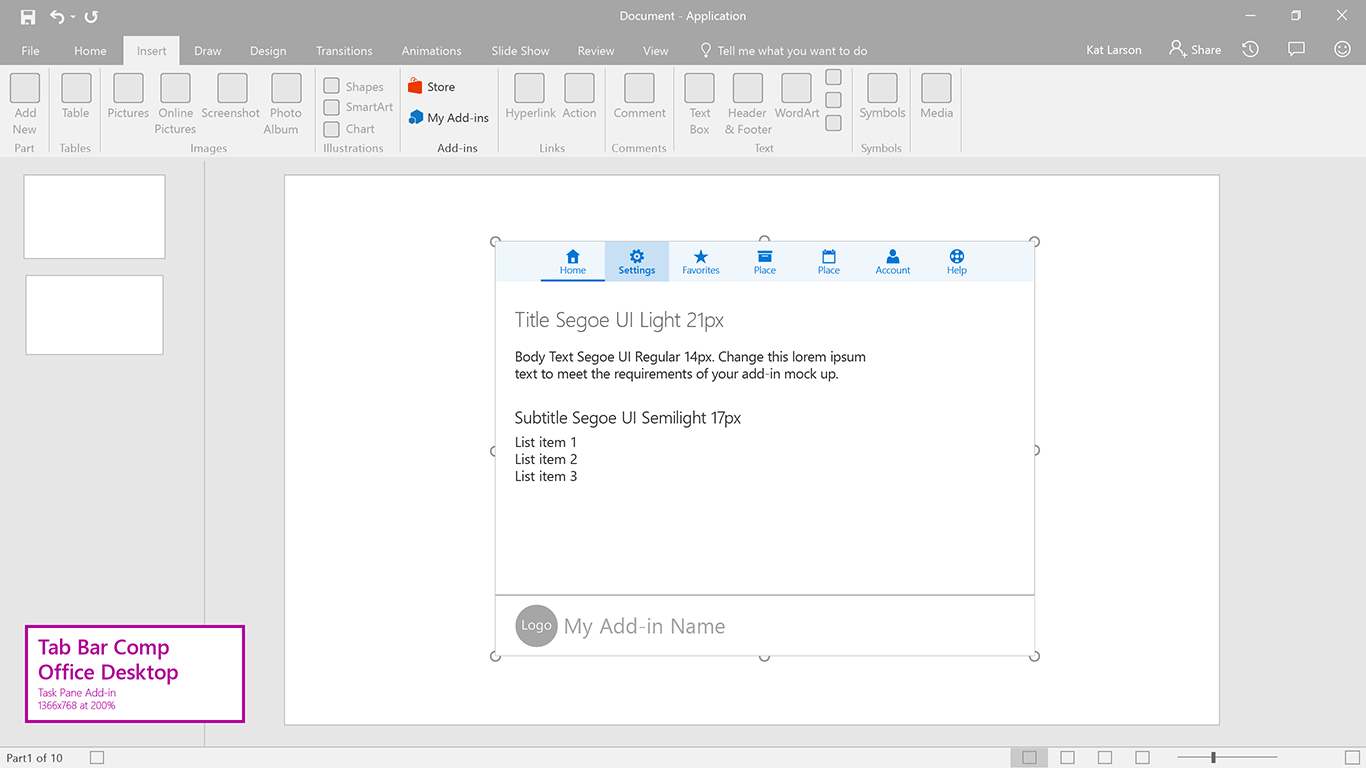 Document - Application
File Home Insert Draw Design Transitions Animations Slide Show Review View Tell me what you want to do Kat Larson Share
Add New
Table
Pictures
Online Pictures
Screenshot
Photo Album
Shapes
SmartArt
Chart
Store
My Add-ins
Hyperlink
Action
Comment
Text Box
Header & Footer
WordArt
Symbols
Media
Part Tables Images Illustrations Add-ins Links Comments Text Symbols
Home Settings Favorites Place Place Account Help
Title Segoe UI Light 21px
Body Text Segoe UI Regular 14px. Change this lorem ipsum
text to meet the requirements of your add-in mock up.
Subtitle Segoe UI Semilight 17px
List item 1
List item 2
List item 3
Logo My Add-in Name
Tab Bar Comp
Office Desktop
Task Pane Add-in
1366x768 at 200%
Part1 of 10